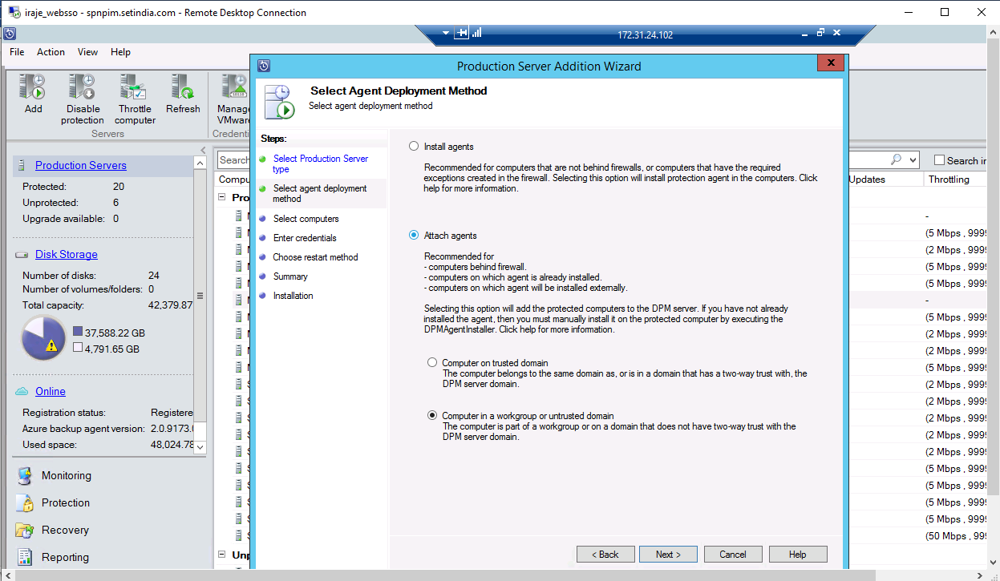 iraje_websso - spnpim.setindia.com - Remote Desktop Connection
172.31.24.102
File Action View Help
Add
Disable protection
Throttle computer
Refresh
Manage
VMware
Servers
Production Servers
Protected: 20
Unprotected: 6
Upgrade available: 0
Disk Storage
Number of disks: 24
Number of volumes/folders: 0
Total capacity: 42,379.87
37,588.22 GB
4,791.65 GB
Online
Registration status: Registere
Azure backup agent version: 2.0.9173.
Used space: 48,024.78
Monitoring
Protection
Recovery
Reporting
Search
Production Server Addition Wizard
Select Agent Deployment Method
Select agent deployment method
Steps:
Select Production Server
type
Select agent deployment
method
Select computers
Enter credentials
Choose restart method
Summary
Installation
Install agents
Recommended for computers that are not behind firewalls, or computers that have the required
exceptions created in the firewall. Selecting this option will install protection agent in the computers. Click
help for more information.
Attach agents
Recommended for
- computers behind firewall.
- computers on which agent is already installed.
- computers on which agent will be installed externally.
Selecting this option will add the protected computers to the DPM server. If you have not already
installed the agent, then you must manually install it on the protected computer by executing the
DPMAgentInstaller. Click help for more information.
Computer on trusted domain
The computer belongs to the same domain as, or is in a domain that has a two-way trust with, the
DPM server domain.
Computer in a workgroup or untrusted domain
The computer is part of a workgroup or on a domain that does not have two-way trust with the
DPM server domain.
< Back
Next >
Cancel
Help
Search in
Updates
Throttling
-
(5 Mbps , 999
(2 Mbps , 999
(5 Mbps , 999
(5 Mbps , 999
-
(5 Mbps , 999
(2 Mbps , 999
(2 Mbps , 999
(5 Mbps , 999
(2 Mbps , 999
(2 Mbps , 999
(2 Mbps , 999
(2 Mbps , 999
(2 Mbps , 999
(5 Mbps , 999
(5 Mbps , 999
(5 Mbps , 999
(5 Mbps , 999
(50 Mbps , 99